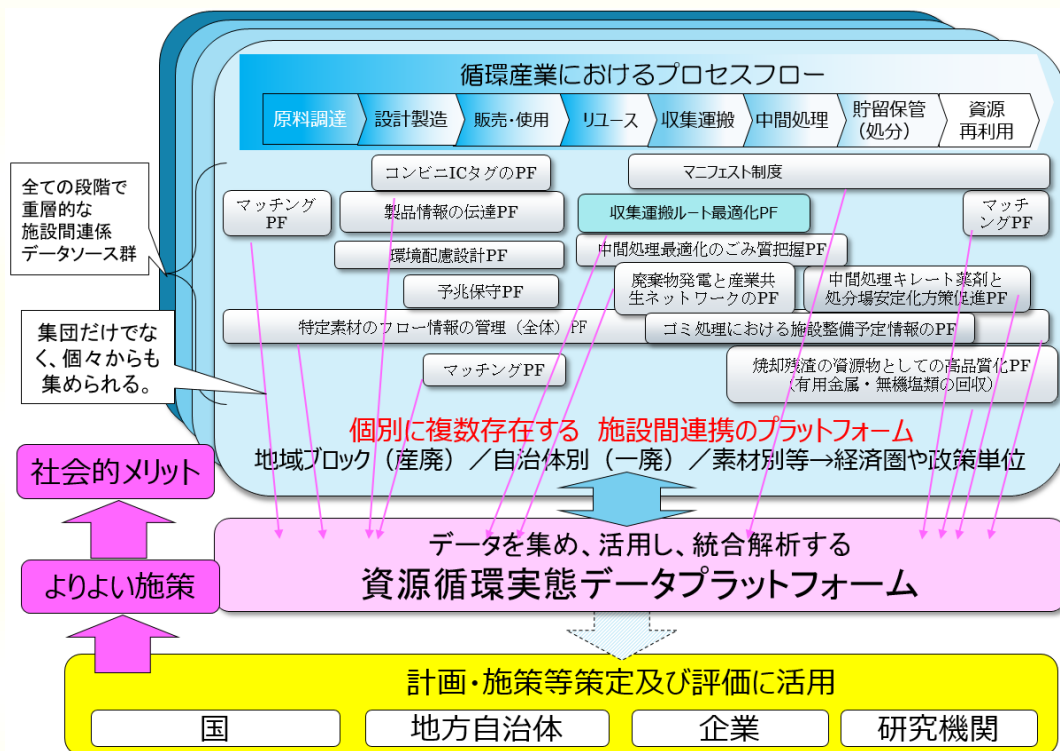 循環産業におけるプロセスフロー
原料調達
設計製造
販売・使用
リユース
収集運搬
中間処理
貯留保管
（処分）
資源
再利用
全ての段階で
重層的な
施設間連係
データソース群
コンビニICタグのPF
マニフェスト制度
マッチング
PF
製品情報の伝達PF
収集運搬ルート最適化PF
マッチ
ングPF
環境配慮設計PF
中間処理最適化のごみ質把握PF
予兆保守PF
廃棄物発電と産業共
生ネットワークのPF
中間処理キレート薬剤と
処分場安定化方策促進PF
特定素材のフロー情報の管理（全体）PF
ゴミ処理における施設整備予定情報のPF
マッチングPF
焼却残渣の資源物としての高品質化PF
（有用金属・無機塩類の回収）
集団だけでな
く、個々からも
集められる。
個別に複数存在する 施設間連携のプラットフォーム
地域ブロック（産廃）／自治体別（一廃）／素材別等→経済圏や政策単位
社会的メリット
よりよい施策
データを集め、活用し、統合解析する
資源循環実態データプラットフォーム
計画・施策等策定及び評価に活用
国
地方自治体
企業
研究機関